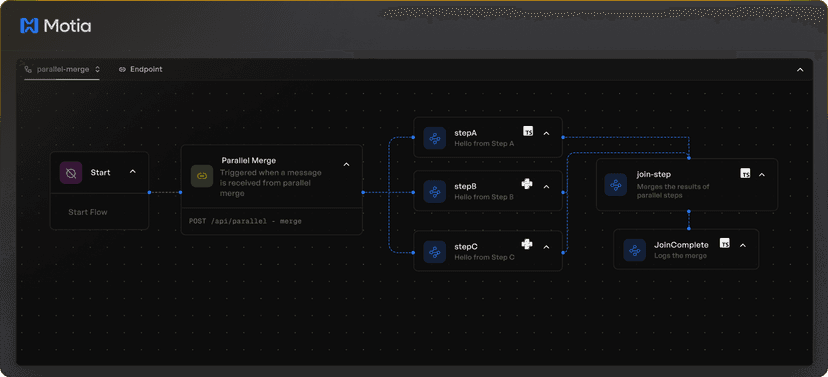 Motia
parallel-merge
Endpoint
Start
Start Flow
Parallel Merge
Triggered when a message
is received from parallel
merge
POST /api/parallel - merge
stepA
TS
Hello from Step A
stepB
Hello from Step B
stepC
Hello from Step C
join-step
TS
Merges the results of
parallel steps
JoinComplete
TS
Logs the merge